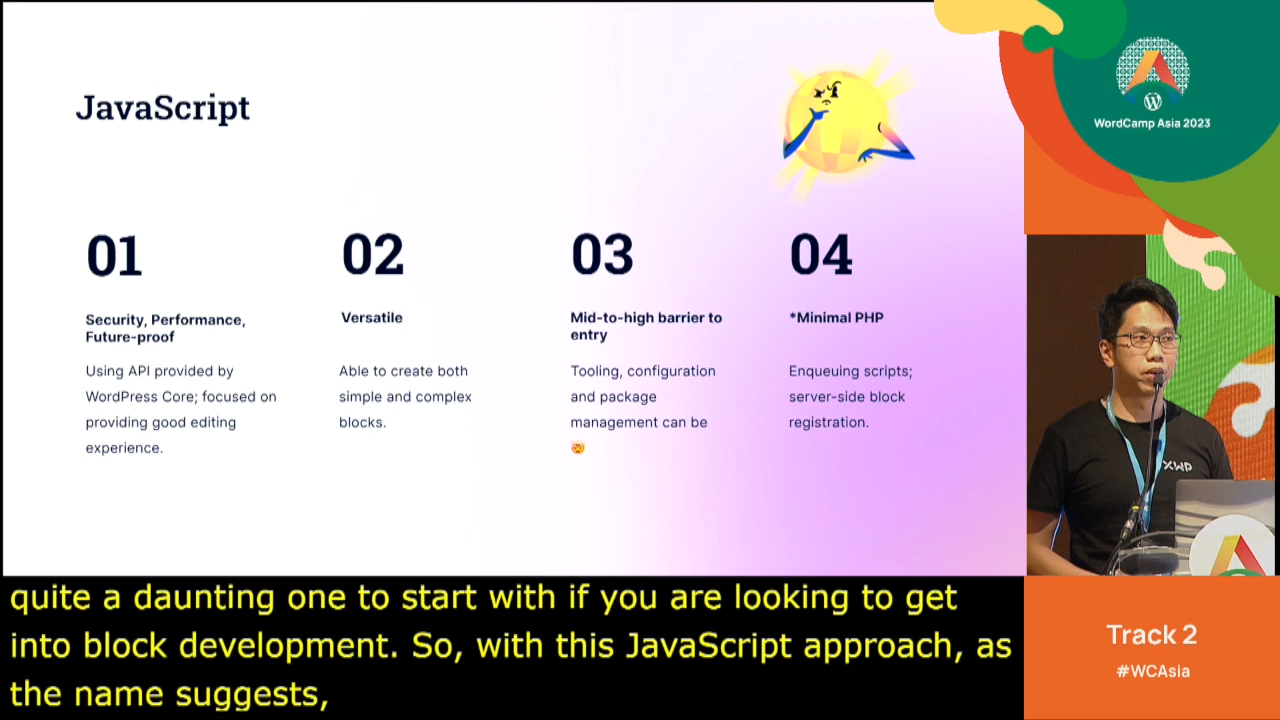 JavaScript
01
Security, Performance,
Future-proof
Using API provided by
WordPress Core; focused on
providing good editing
experience.
02
Versatile
Able to create both
simple and complex
blocks.
03
Mid-to-high barrier to
entry
Tooling, configuration
and package
management can be
🤯
04
*Minimal PHP
Enqueuing scripts;
server-side block
registration.
WordCamp Asia 2023
XWP
quite a daunting one to start with if you are looking to get
into block development. So, with this JavaScript approach, as
the name suggests,
Track 2
#WCAsia